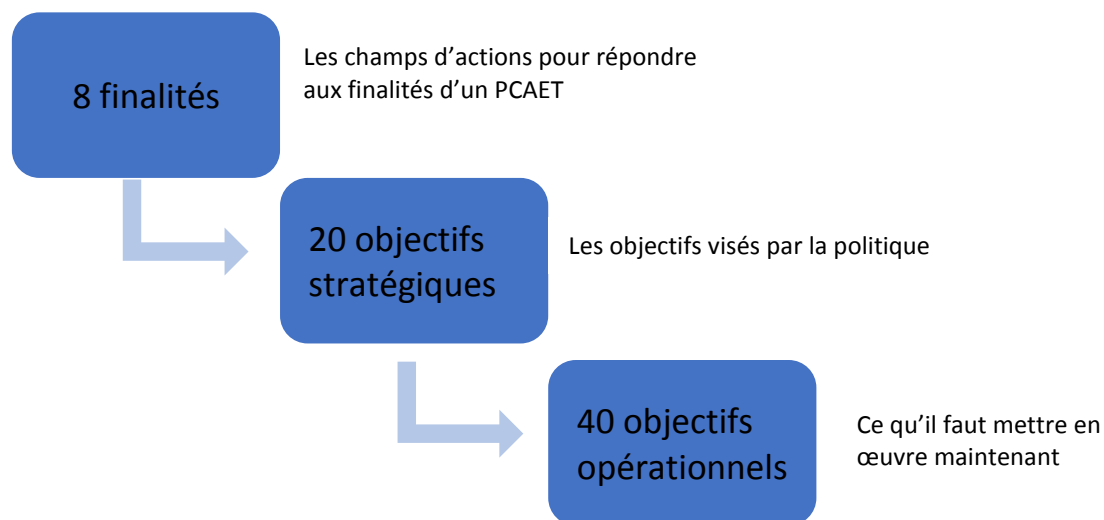 8 finalités
Les champs d’actions pour répondre
aux finalités d’un PCAET
20 objectifs
stratégiques
Les objectifs visés par la politique
40 objectifs
opérationnels
Ce qu’il faut mettre en
œuvre maintenant